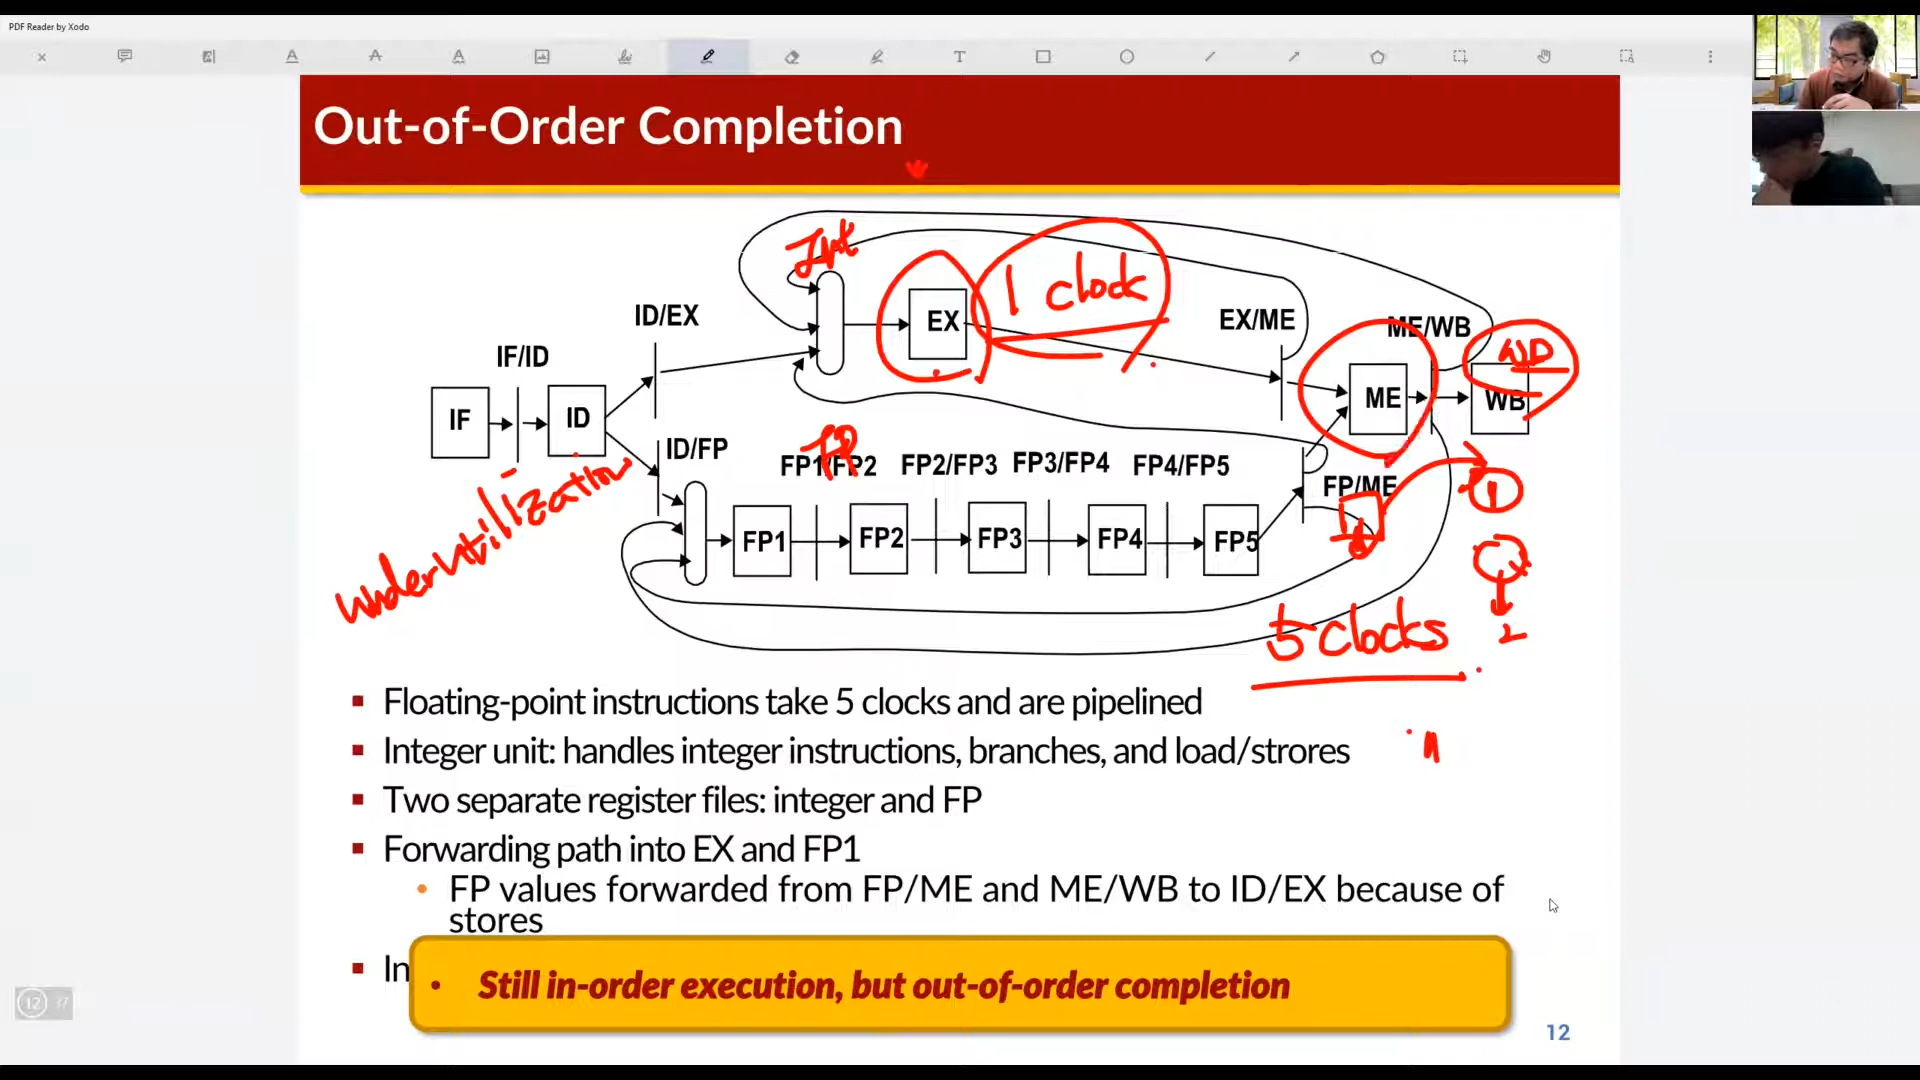 PDF Reader by Xodo
Out-of-Order Completion
Int
1 clock
ID/EX
EX/ME
ME/WB
IF/ID
IF
ID
EX
ME
WB
ID/FP
FP
FP1/FP2
FP2/FP3
FP3/FP4
FP4/FP5
FP/ME
1
underutilization
FP1
FP2
FP3
FP4
FP5
5 clocks
2
▪ Floating-point instructions take 5 clocks and are pipelined
▪ Integer unit: handles integer instructions, branches, and load/strores
▪ Two separate register files: integer and FP
▪ Forwarding path into EX and FP1
• FP values forwarded from FP/ME and ME/WB to ID/EX because of
stores
▪ In
• Still in-order execution, but out-of-order completion
12 37
12